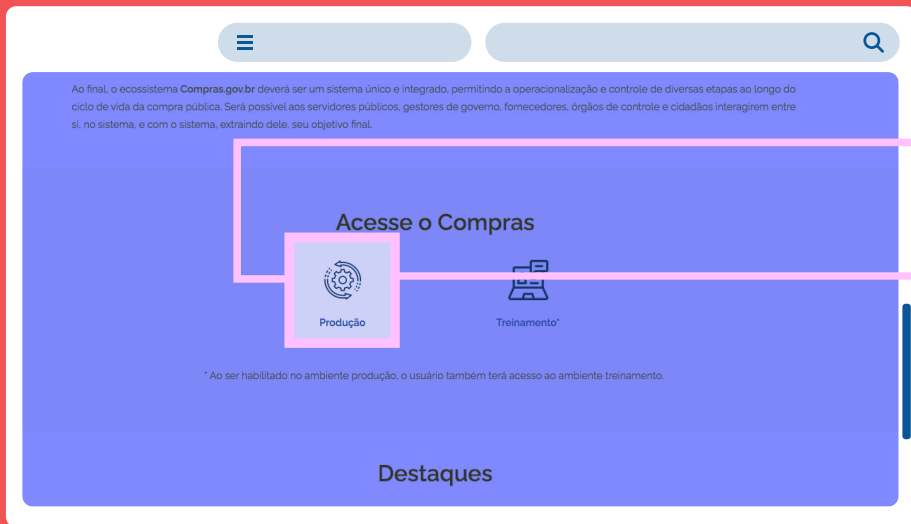 Ao final, o ecossistema Compras.gov.br deverá ser um sistema único e integrado, permitindo a operacionalização e controle de diversas etapas ao longo do
ciclo de vida da compra pública. Será possível aos servidores públicos, gestores de governo, fornecedores, órgãos de controle e cidadãos interagirem entre
si, no sistema, e com o sistema, extraindo dele, seu objetivo final.
Acesse o Compras
Produção
Treinamento*
* Ao ser habilitado no ambiente produção, o usuário também terá acesso ao ambiente treinamento.
Destaques